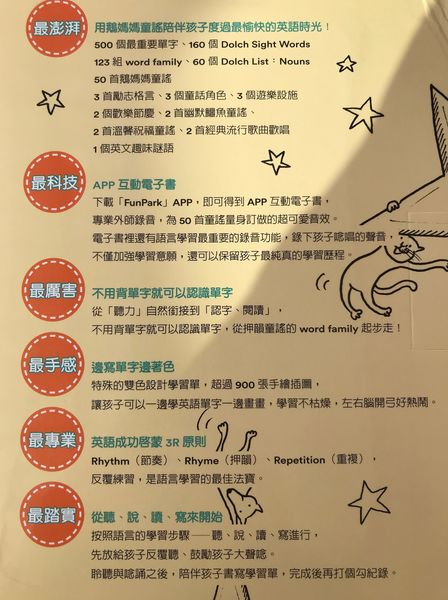 最澎湃
用鵝媽媽童謠陪伴孩子度過最愉快的英語時光！
500 個最重要單字、160 個 Dolch Sight Words
123 組 word family、60 個 Dolch List：Nouns
50 首鵝媽媽童謠
3 首勵志格言、3 個童話角色、3 個遊樂設施
2 個歡樂節慶、2 首幽默鱷魚童謠、
2 首溫馨祝福童謠、2 首經典流行歌曲歡唱
1 個英文趣味謎語
最科技
APP 互動電子書
下載「FunPark」APP，即可得到 APP 互動電子書，
專業外師錄音，為 50 首童謠量身訂做的超可愛音效。
電子書裡還有語言學習最重要的錄音功能，錄下孩子唸唱的聲音，
不僅加強學習意願，還可以保留孩子最純真的學習歷程。
最厲害
不用背單字就可以認識單字
從「聽力」自然銜接到「認字、閱讀」，
不用背單字就可以認識單字，從押韻童謠的 word family 起步走！
最手感
邊寫單字邊著色
特殊的雙色設計學習單，超過 900 張手繪插圖，
讓孩子可以一邊學英語單字一邊畫畫，學習不枯燥，左右腦開弓好熱鬧。
最專業
英語成功啓蒙 3R 原則
Rhythm（節奏）、Rhyme（押韻）、Repetition（重複），
反覆練習，是語言學習的最佳法寶。
最踏實
從聽、說、讀、寫來開始
按照語言的學習步驟──聽、說、讀、寫進行，
先放給孩子反覆聽、鼓勵孩子大聲唸。
聆聽與唸誦之後，陪伴孩子書寫學習單，完成後再打個勾紀錄。